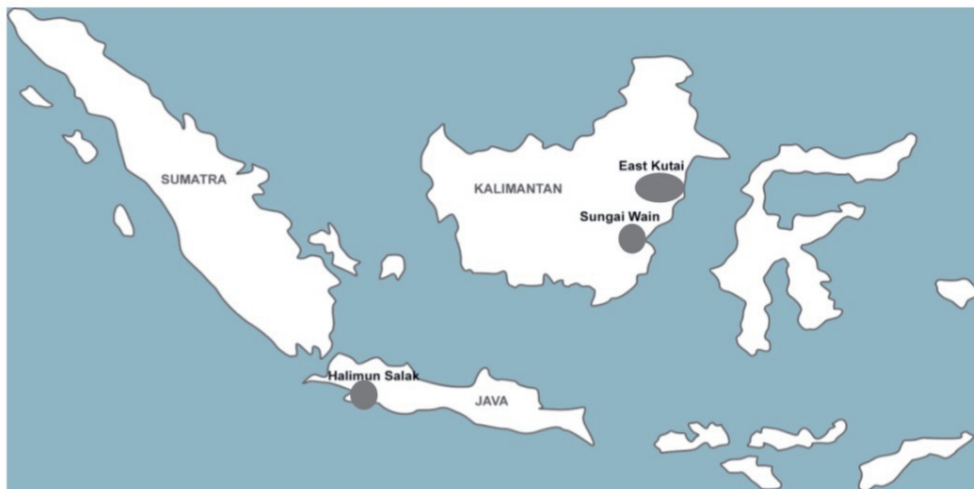 East Kutai
SUMATRA
KALIMANTAN
Sungai Wain
Halimun Salak
JAVA